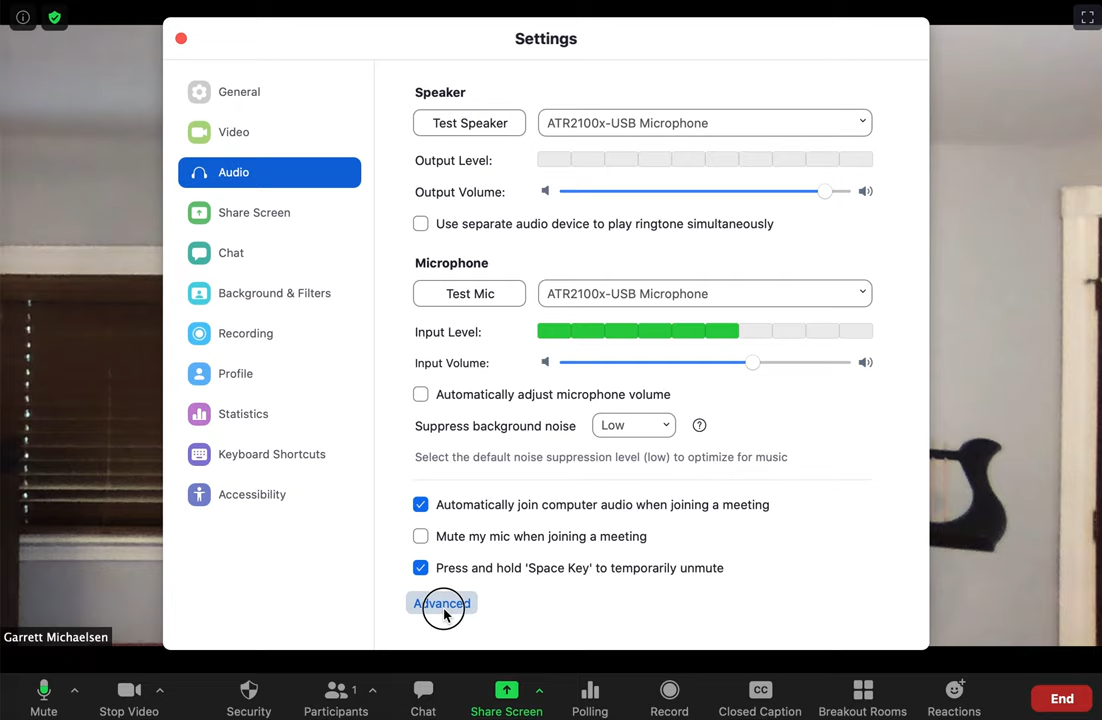 Settings
General
Video
Audio
Share Screen
Chat
Background & Filters
Recording
Profile
Statistics
Keyboard Shortcuts
Accessibility
Speaker
Test Speaker ATR2100x-USB Microphone
Output Level:
Output Volume:
Use separate audio device to play ringtone simultaneously
Microphone
Test Mic ATR2100x-USB Microphone
Input Level:
Input Volume:
Automatically adjust microphone volume
Suppress background noise Low ?
Select the default noise suppression level (low) to optimize for music
Automatically join computer audio when joining a meeting
Mute my mic when joining a meeting
Press and hold 'Space Key' to temporarily unmute
Advanced
Garrett Michaelsen
Mute
Stop Video
Security
Participants 1
Chat
Share Screen
Polling
Record
CC Closed Caption
Breakout Rooms
Reactions
End